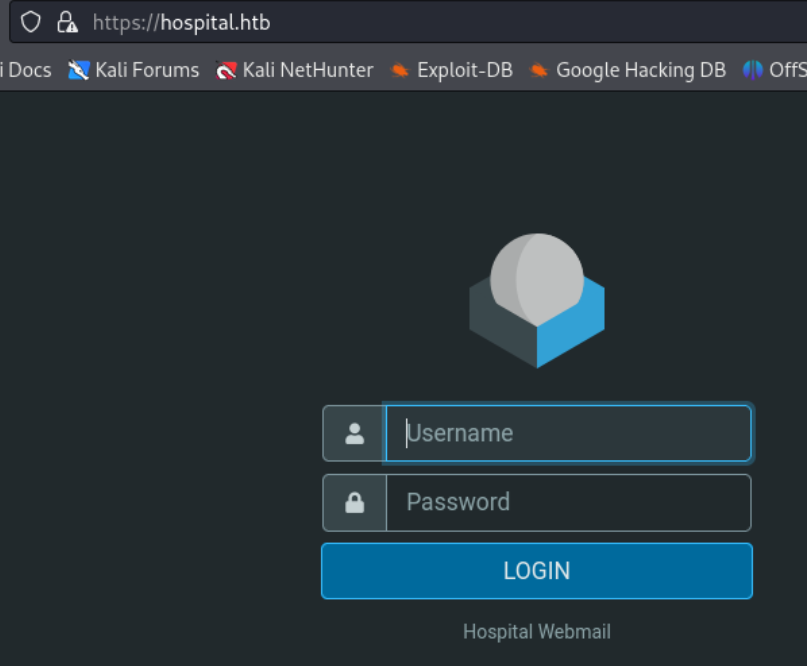 https://hospital.htb
i Docs Kali Forums Kali NetHunter Exploit-DB Google Hacking DB OffS
Username
Password
LOGIN
Hospital Webmail